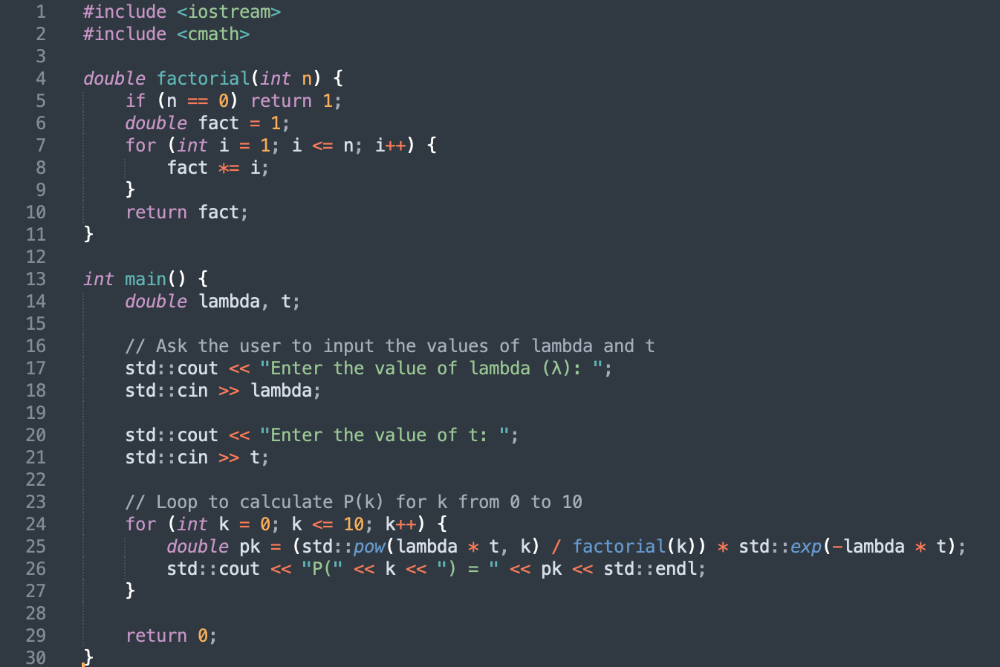 1 #include <iostream>
2 #include <cmath>
3
4 double factorial(int n) {
5     if (n == 0) return 1;
6     double fact = 1;
7     for (int i = 1; i <= n; i++) {
8         fact *= i;
9     }
10     return fact;
11 }
12
13 int main() {
14     double lambda, t;
15
16     // Ask the user to input the values of lambda and t
17     std::cout << "Enter the value of lambda (λ): ";
18     std::cin >> lambda;
19
20     std::cout << "Enter the value of t: ";
21     std::cin >> t;
22
23     // Loop to calculate P(k) for k from 0 to 10
24     for (int k = 0; k <= 10; k++) {
25         double pk = (std::pow(lambda * t, k) / factorial(k)) * std::exp(-lambda * t);
26         std::cout << "P(" << k << ") = " << pk << std::endl;
27     }
28
29     return 0;
30 }